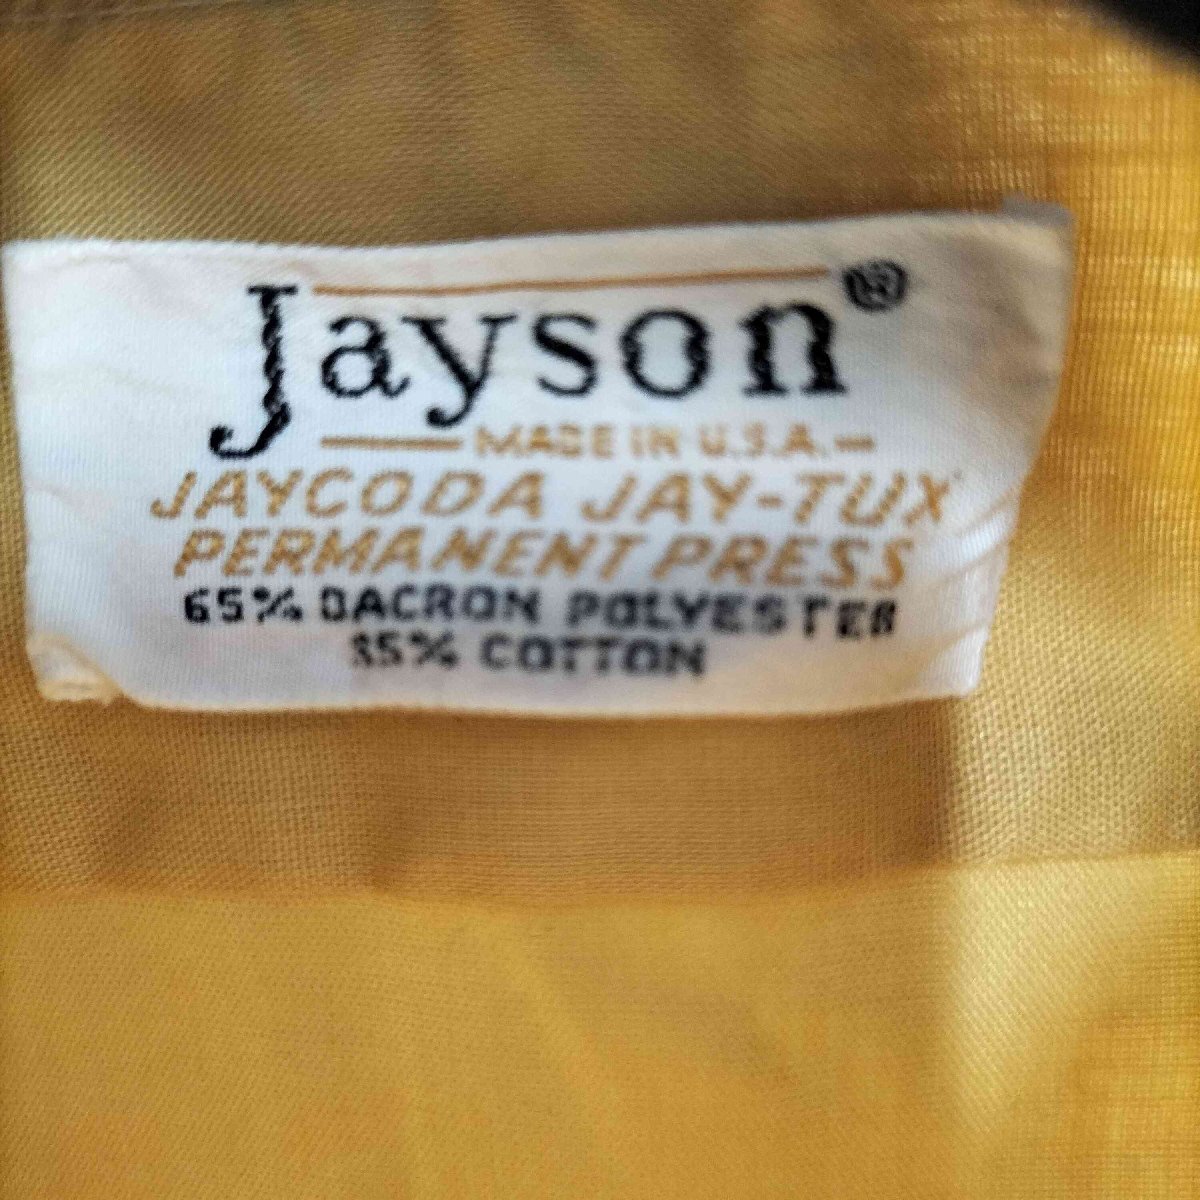 Jayson®
MADE IN U.S.A.
JAYCODA JAY-TUX
PERMANENT PRESS
65% DACRON POLYESTER
35% COTTON